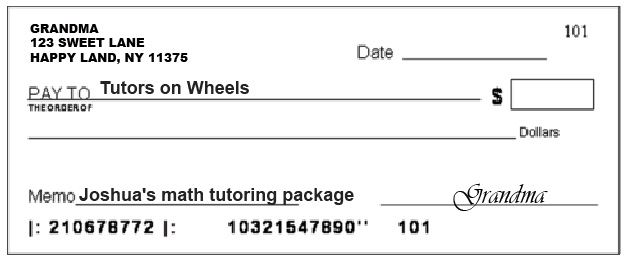 GRANDMA
101
123 SWEET LANE
HAPPY LAND, NY 11375
Date
PAY TO Tutors on Wheels $
THE ORDER OF
Dollars
Memo Joshua's math tutoring package Grandma
|: 210678772 |: 10321547890" 101